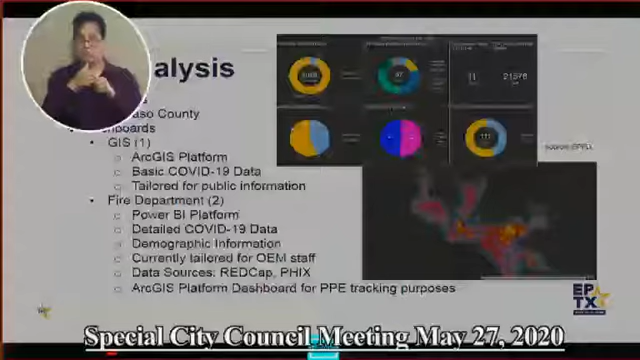 alysis
aso County
boards
GIS (1)
ArcGIS Platform
Basic COVID-19 Data
Tailored for public information
Fire Department (2)
Power BI Platform
Detailed COVID-19 Data
Demographic Information
Currently tailored for OEM staff
Data Sources: REDCap, PHIX
ArcGIS Platform Dashboard for PPE tracking purposes
EP
TX
Special City Council Meeting May 27, 2020